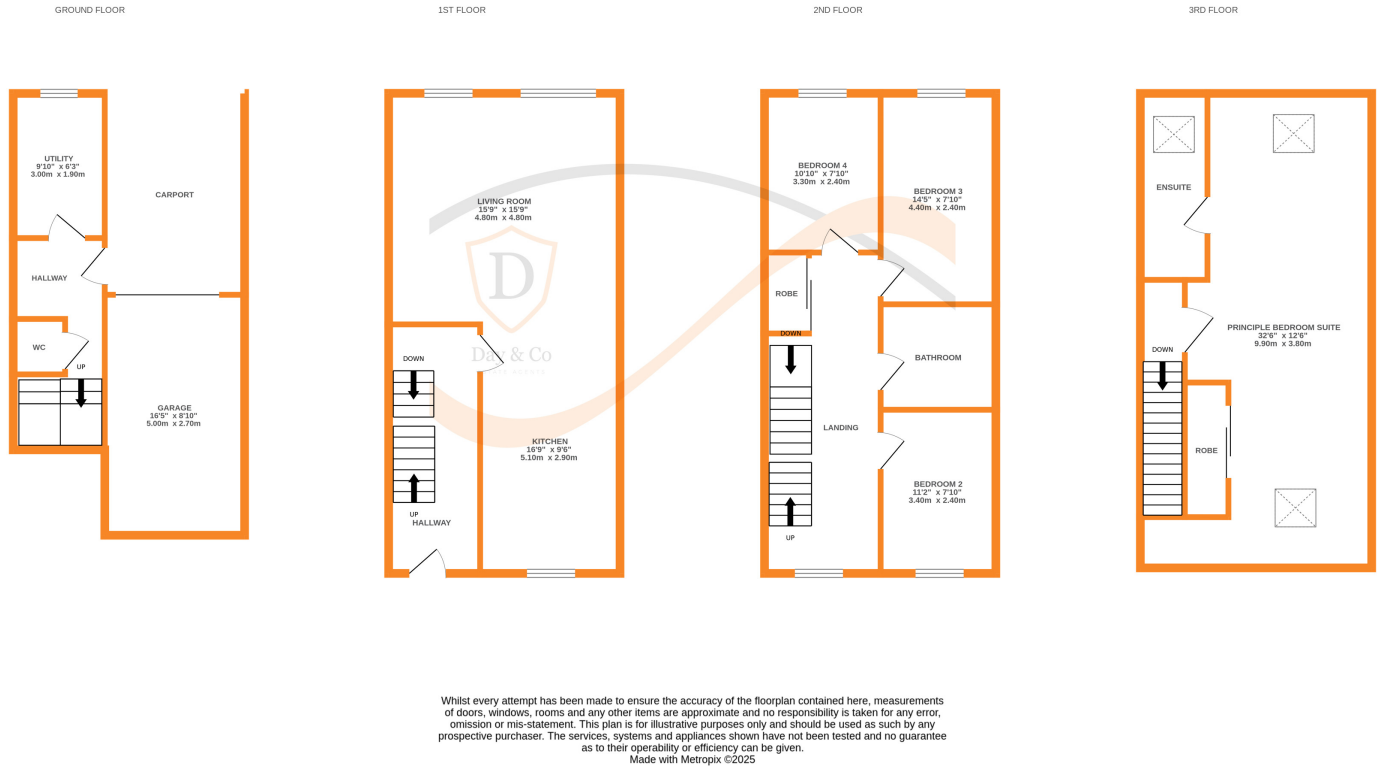 GROUND FLOOR
1ST FLOOR
2ND FLOOR
3RD FLOOR
UTILITY
9'10" x 6'3"
3.00m x 1.90m
CARPORT
HALLWAY
WC
UP
GARAGE
16'5" x 8'10"
5.00m x 2.70m
LIVING ROOM
15'9" x 15'9"
4.80m x 4.80m
D
Day & Co
DOWN
KITCHEN
16'9" x 9'6"
5.10m x 2.90m
UP
HALLWAY
BEDROOM 4
10'10" x 7'10"
3.30m x 2.40m
BEDROOM 3
14'5" x 7'10"
4.40m x 2.40m
ROBE
DOWN
BATHROOM
LANDING
BEDROOM 2
11'2" x 7'10"
3.40m x 2.40m
UP
ENSUITE
PRINCIPLE BEDROOM SUITE
32'6" x 12'6"
9.90m x 3.80m
DOWN
ROBE
Whilst every attempt has been made to ensure the accuracy of the floorplan contained here, measurements
of doors, windows, rooms and any other items are approximate and no responsibility is taken for any error,
omission or mis-statement. This plan is for illustrative purposes only and should be used as such by any
prospective purchaser. The services, systems and appliances shown have not been tested and no guarantee
as to their operability or efficiency can be given.
Made with Metropix ©2025